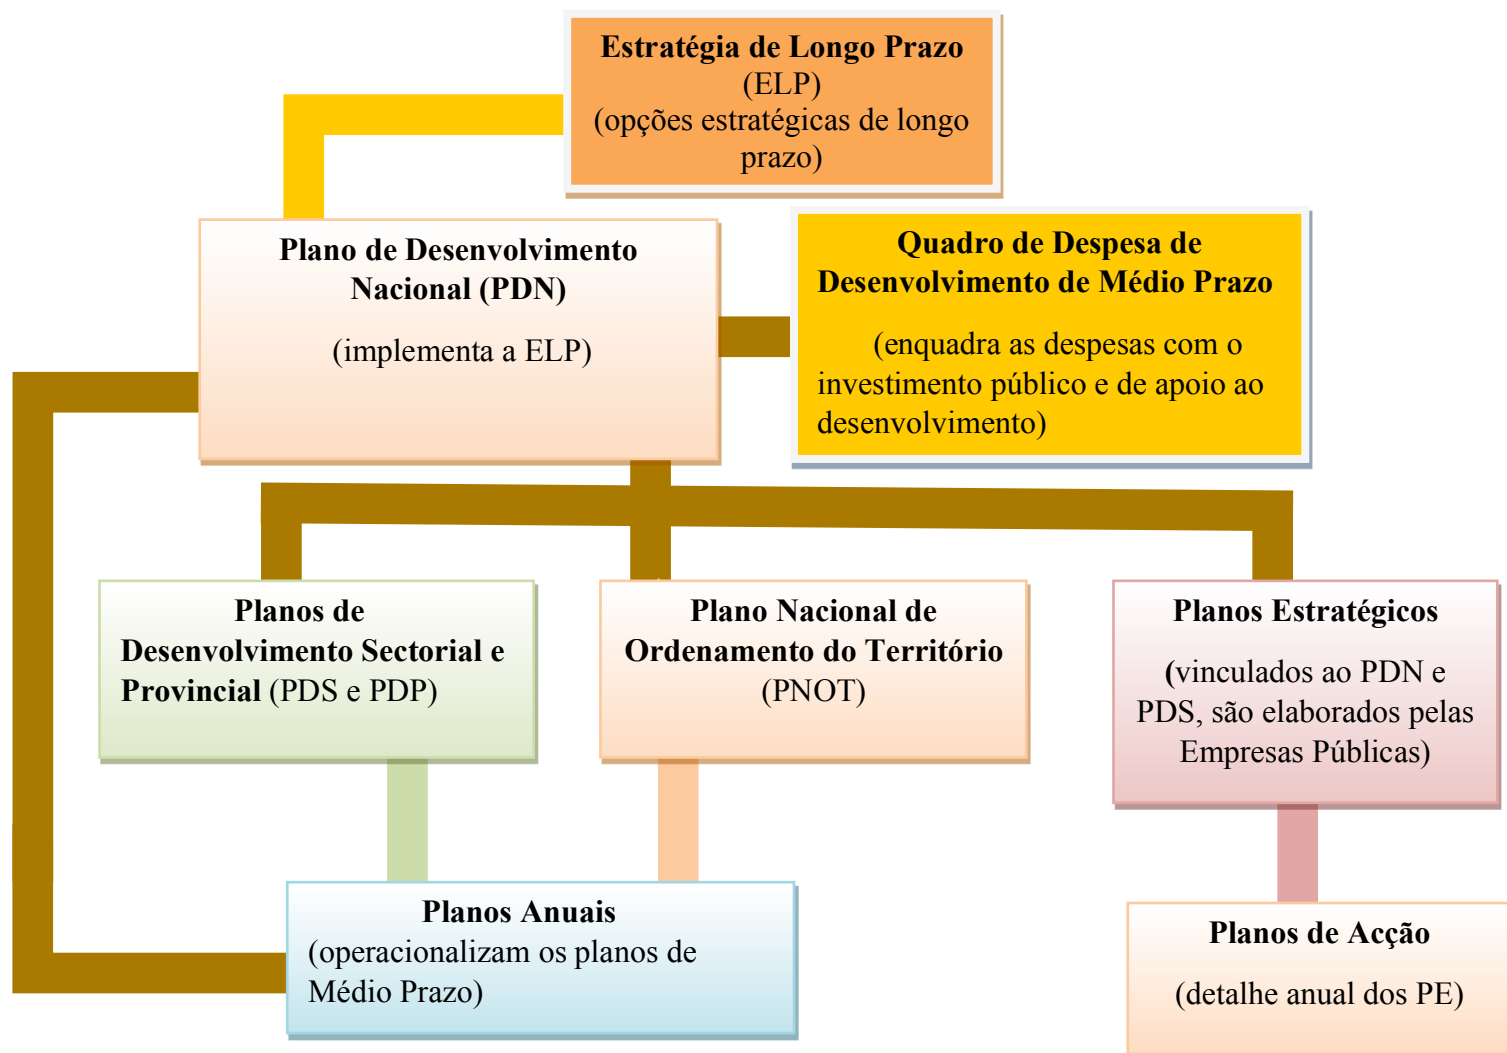 Estratégia de Longo Prazo
(ELP)
(opções estratégicas de longo
prazo)
Plano de Desenvolvimento
Nacional (PDN)
(implementa a ELP)
Quadro de Despesa de
Desenvolvimento de Médio Prazo
(enquadra as despesas com o
investimento público e de apoio ao
desenvolvimento)
Planos de
Desenvolvimento Sectorial e
Provincial (PDS e PDP)
Plano Nacional de
Ordenamento do Território
(PNOT)
Planos Estratégicos
(vinculados ao PDN e
PDS, são elaborados pelas
Empresas Públicas)
Planos Anuais
(operacionalizam os planos de
Médio Prazo)
Planos de Acção
(detalhe anual dos PE)